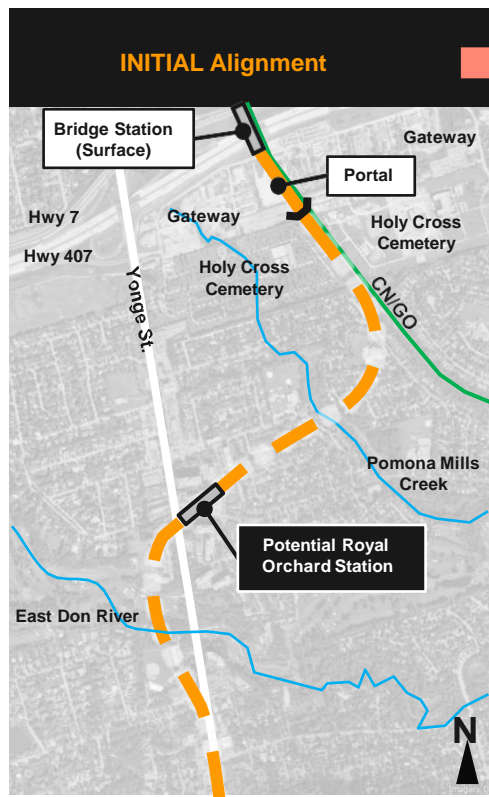 INITIAL Alignment
Bridge Station
(Surface)
Gateway
Portal
Hwy 7
Gateway
Holy Cross
Cemetery
Hwy 407
Holy Cross
Cemetery
Yonge St.
CN/GO
Pomona Mills
Creek
Potential Royal
Orchard Station
East Don River
N
Imagery